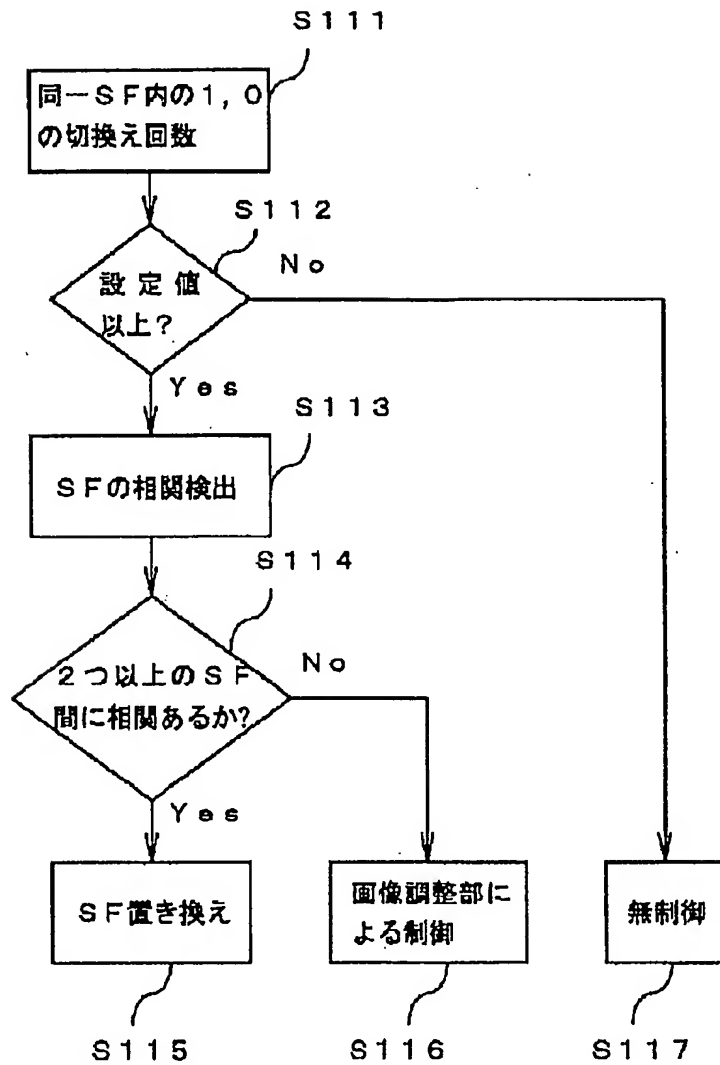 S111
同一SF内の1,0
の切換え回数
S112
設定値
以上?
No
Yes
S113
SFの相関検出
S114
2つ以上のSF
間に相関あるか?
No
Yes
SF置き換え
画像調整部に
よる制御
無制御
S115
S116
S117